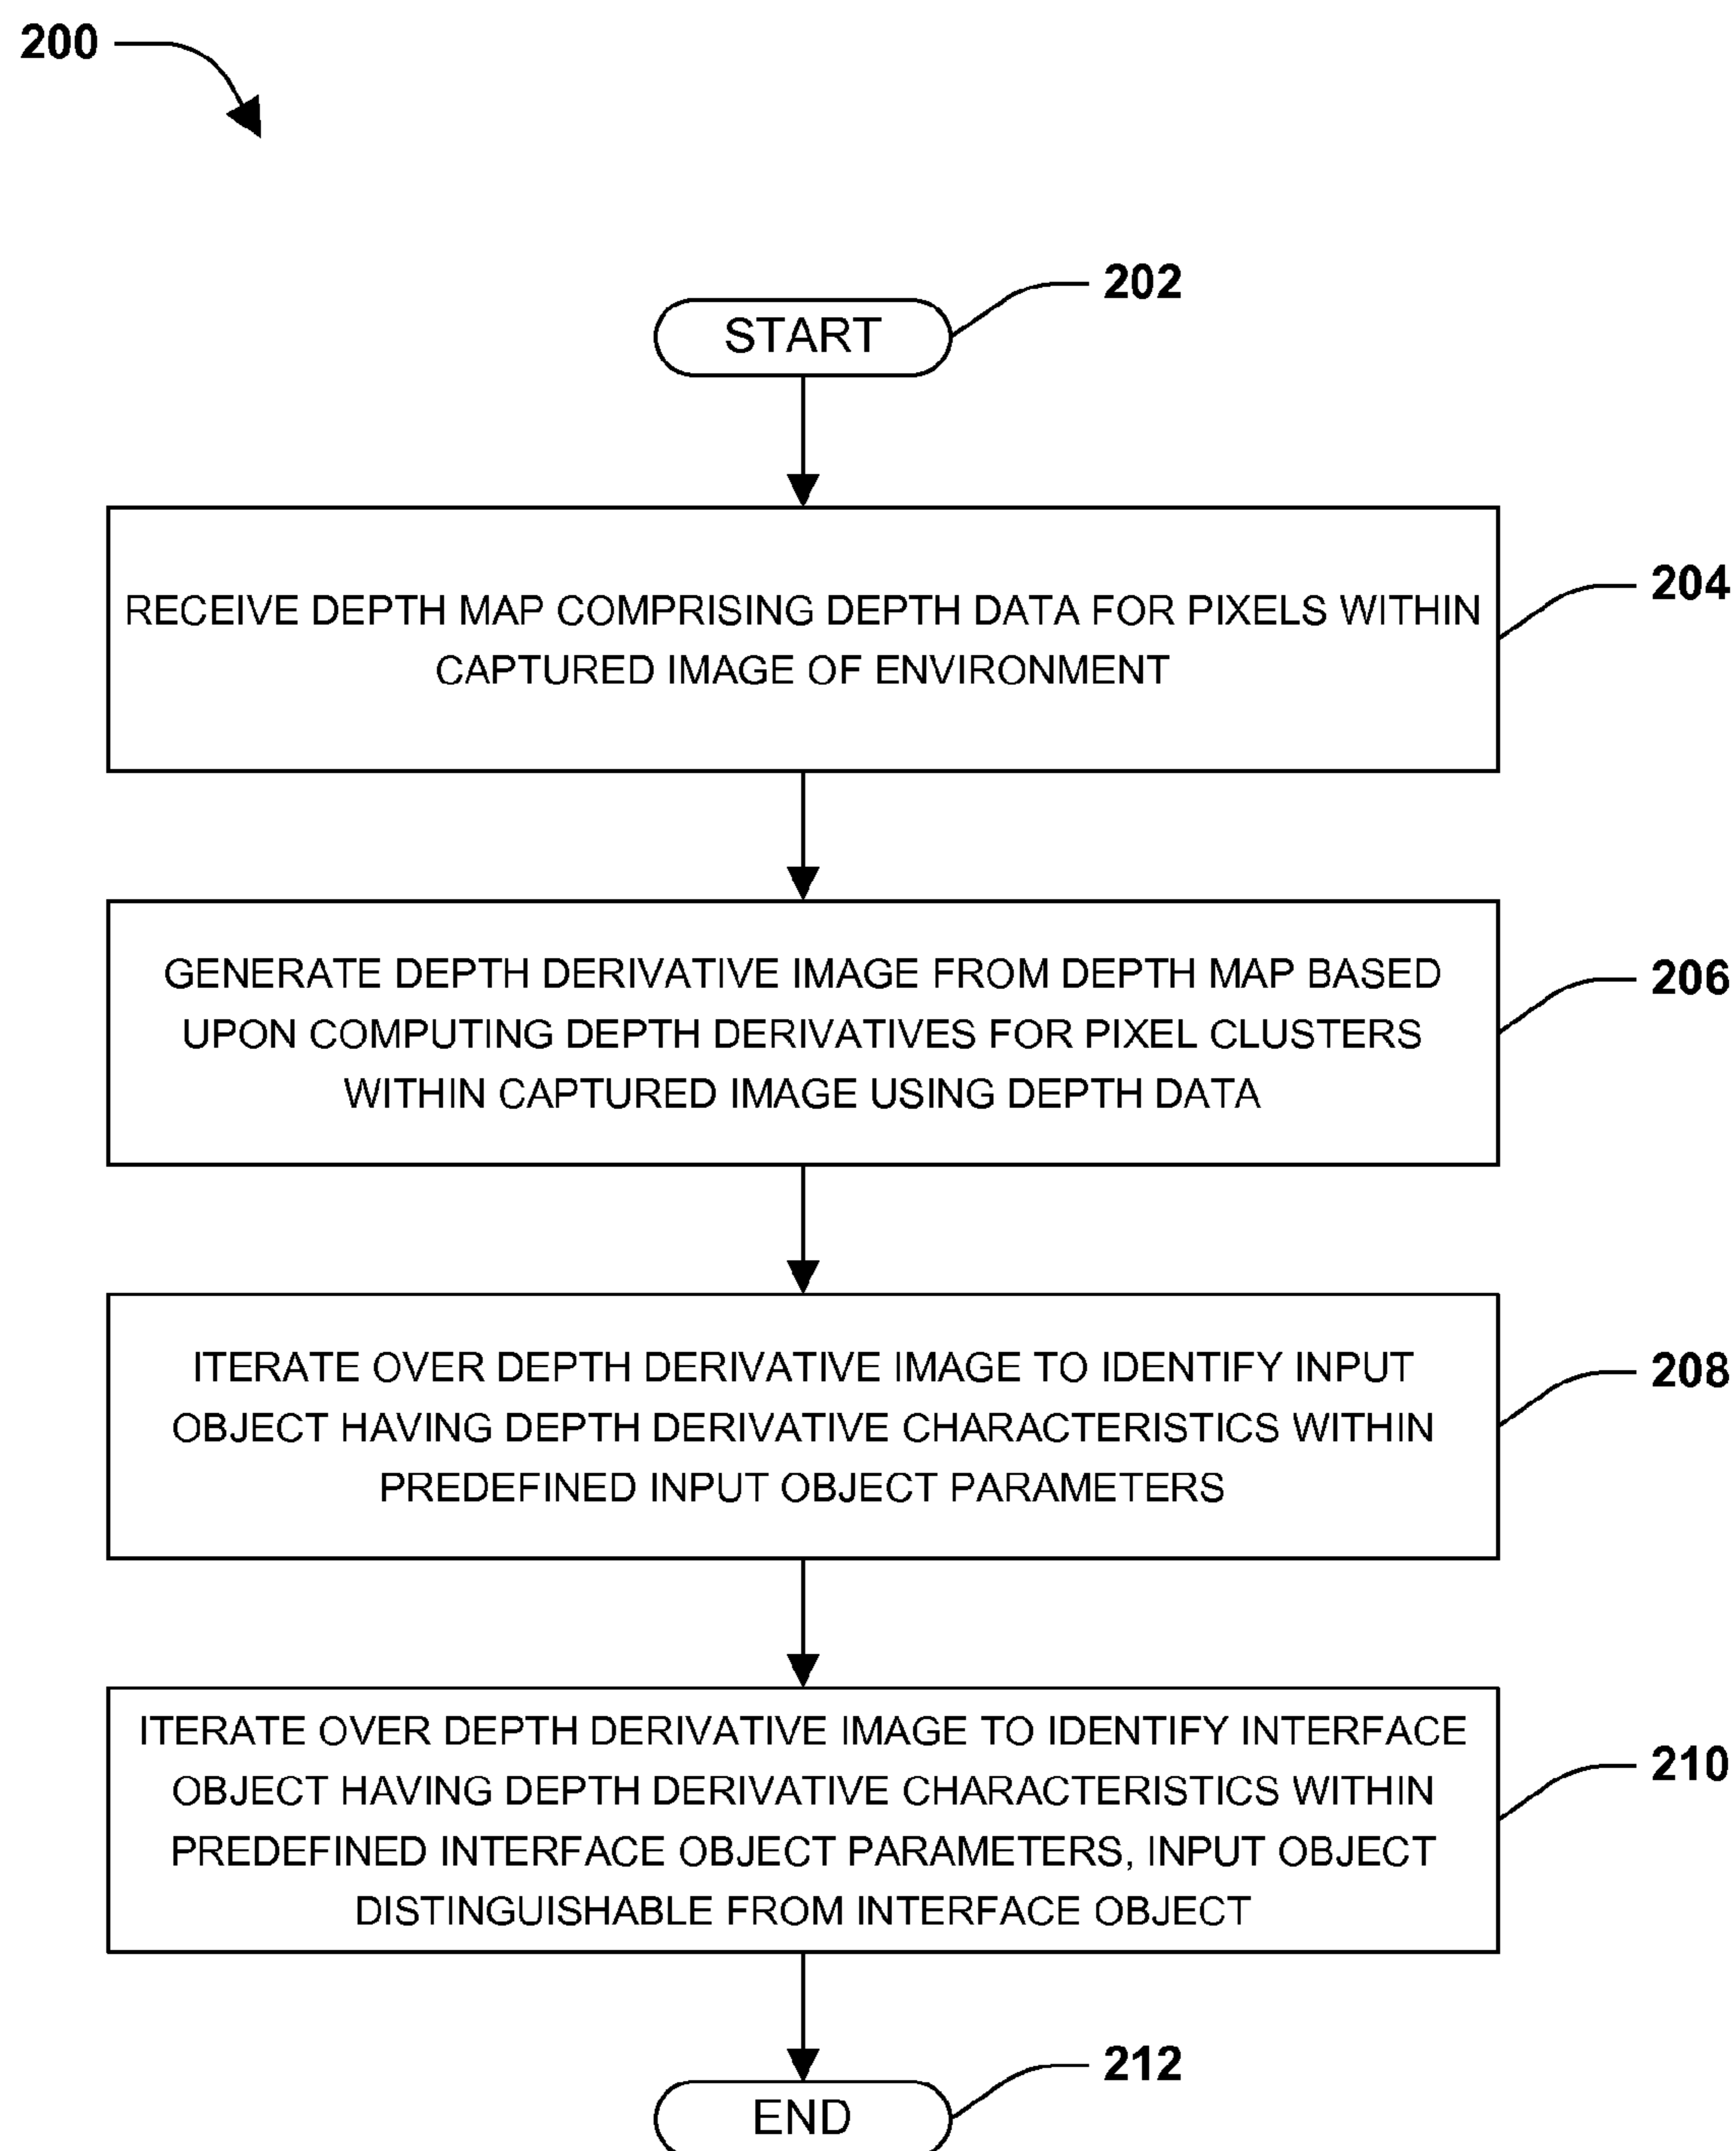 200
202
START
204
RECEIVE DEPTH MAP COMPRISING DEPTH DATA FOR PIXELS WITHIN
CAPTURED IMAGE OF ENVIRONMENT
206
GENERATE DEPTH DERIVATIVE IMAGE FROM DEPTH MAP BASED
UPON COMPUTING DEPTH DERIVATIVES FOR PIXEL CLUSTERS
WITHIN CAPTURED IMAGE USING DEPTH DATA
208
ITERATE OVER DEPTH DERIVATIVE IMAGE TO IDENTIFY INPUT
OBJECT HAVING DEPTH DERIVATIVE CHARACTERISTICS WITHIN
PREDEFINED INPUT OBJECT PARAMETERS
210
ITERATE OVER DEPTH DERIVATIVE IMAGE TO IDENTIFY INTERFACE
OBJECT HAVING DEPTH DERIVATIVE CHARACTERISTICS WITHIN
PREDEFINED INTERFACE OBJECT PARAMETERS, INPUT OBJECT
DISTINGUISHABLE FROM INTERFACE OBJECT
212
END